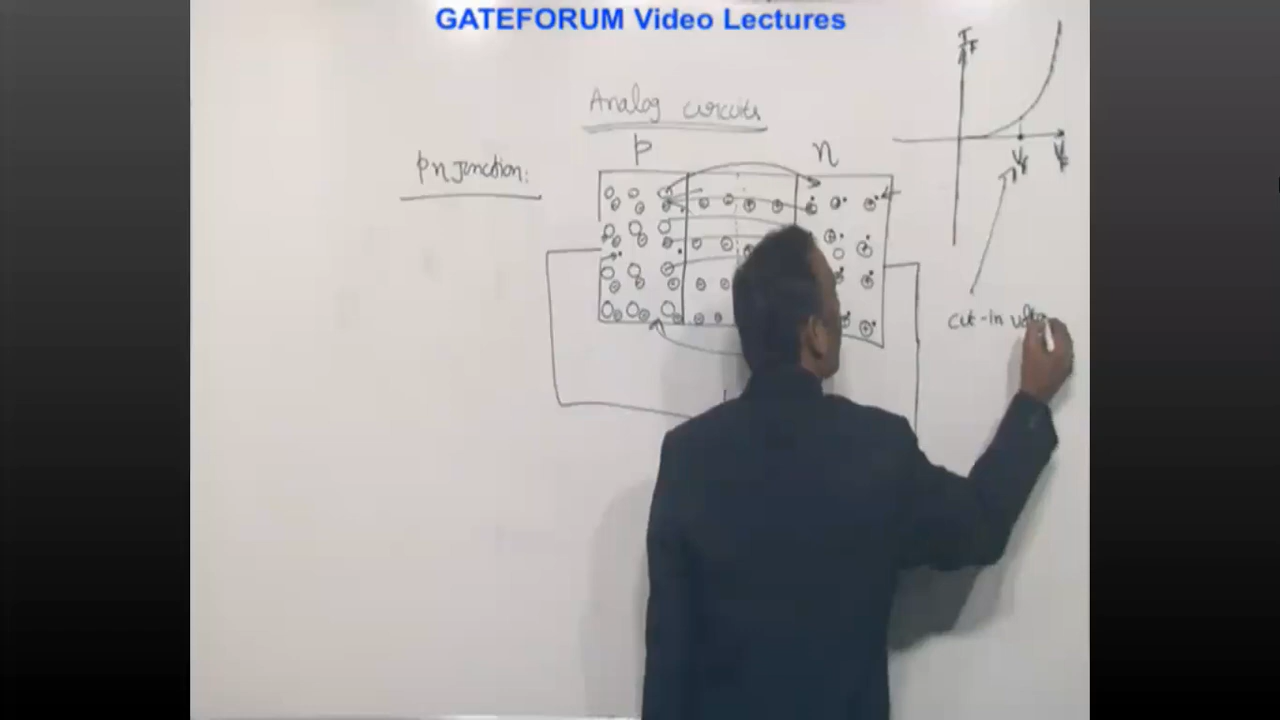 GATEFORUM Video Lectures
Analog circuits
pn junction:
p
n
I_F
V_γ
V_F
cut-in